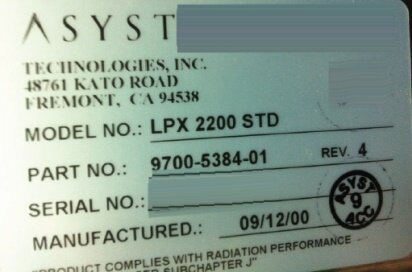 ASYST
TECHNOLOGIES, INC.
48761 KATO ROAD
FREMONT, CA 94538
MODEL NO.: LPX 2200 STD
PART NO.: 9700-5384-01 REV. 4
SERIAL NO.:
MANUFACTURED.: 09/12/00
ASYST 9 ACC
"PRODUCT COMPLIES WITH RADIATION PERFORMANCE
SUBCHAPTER J"